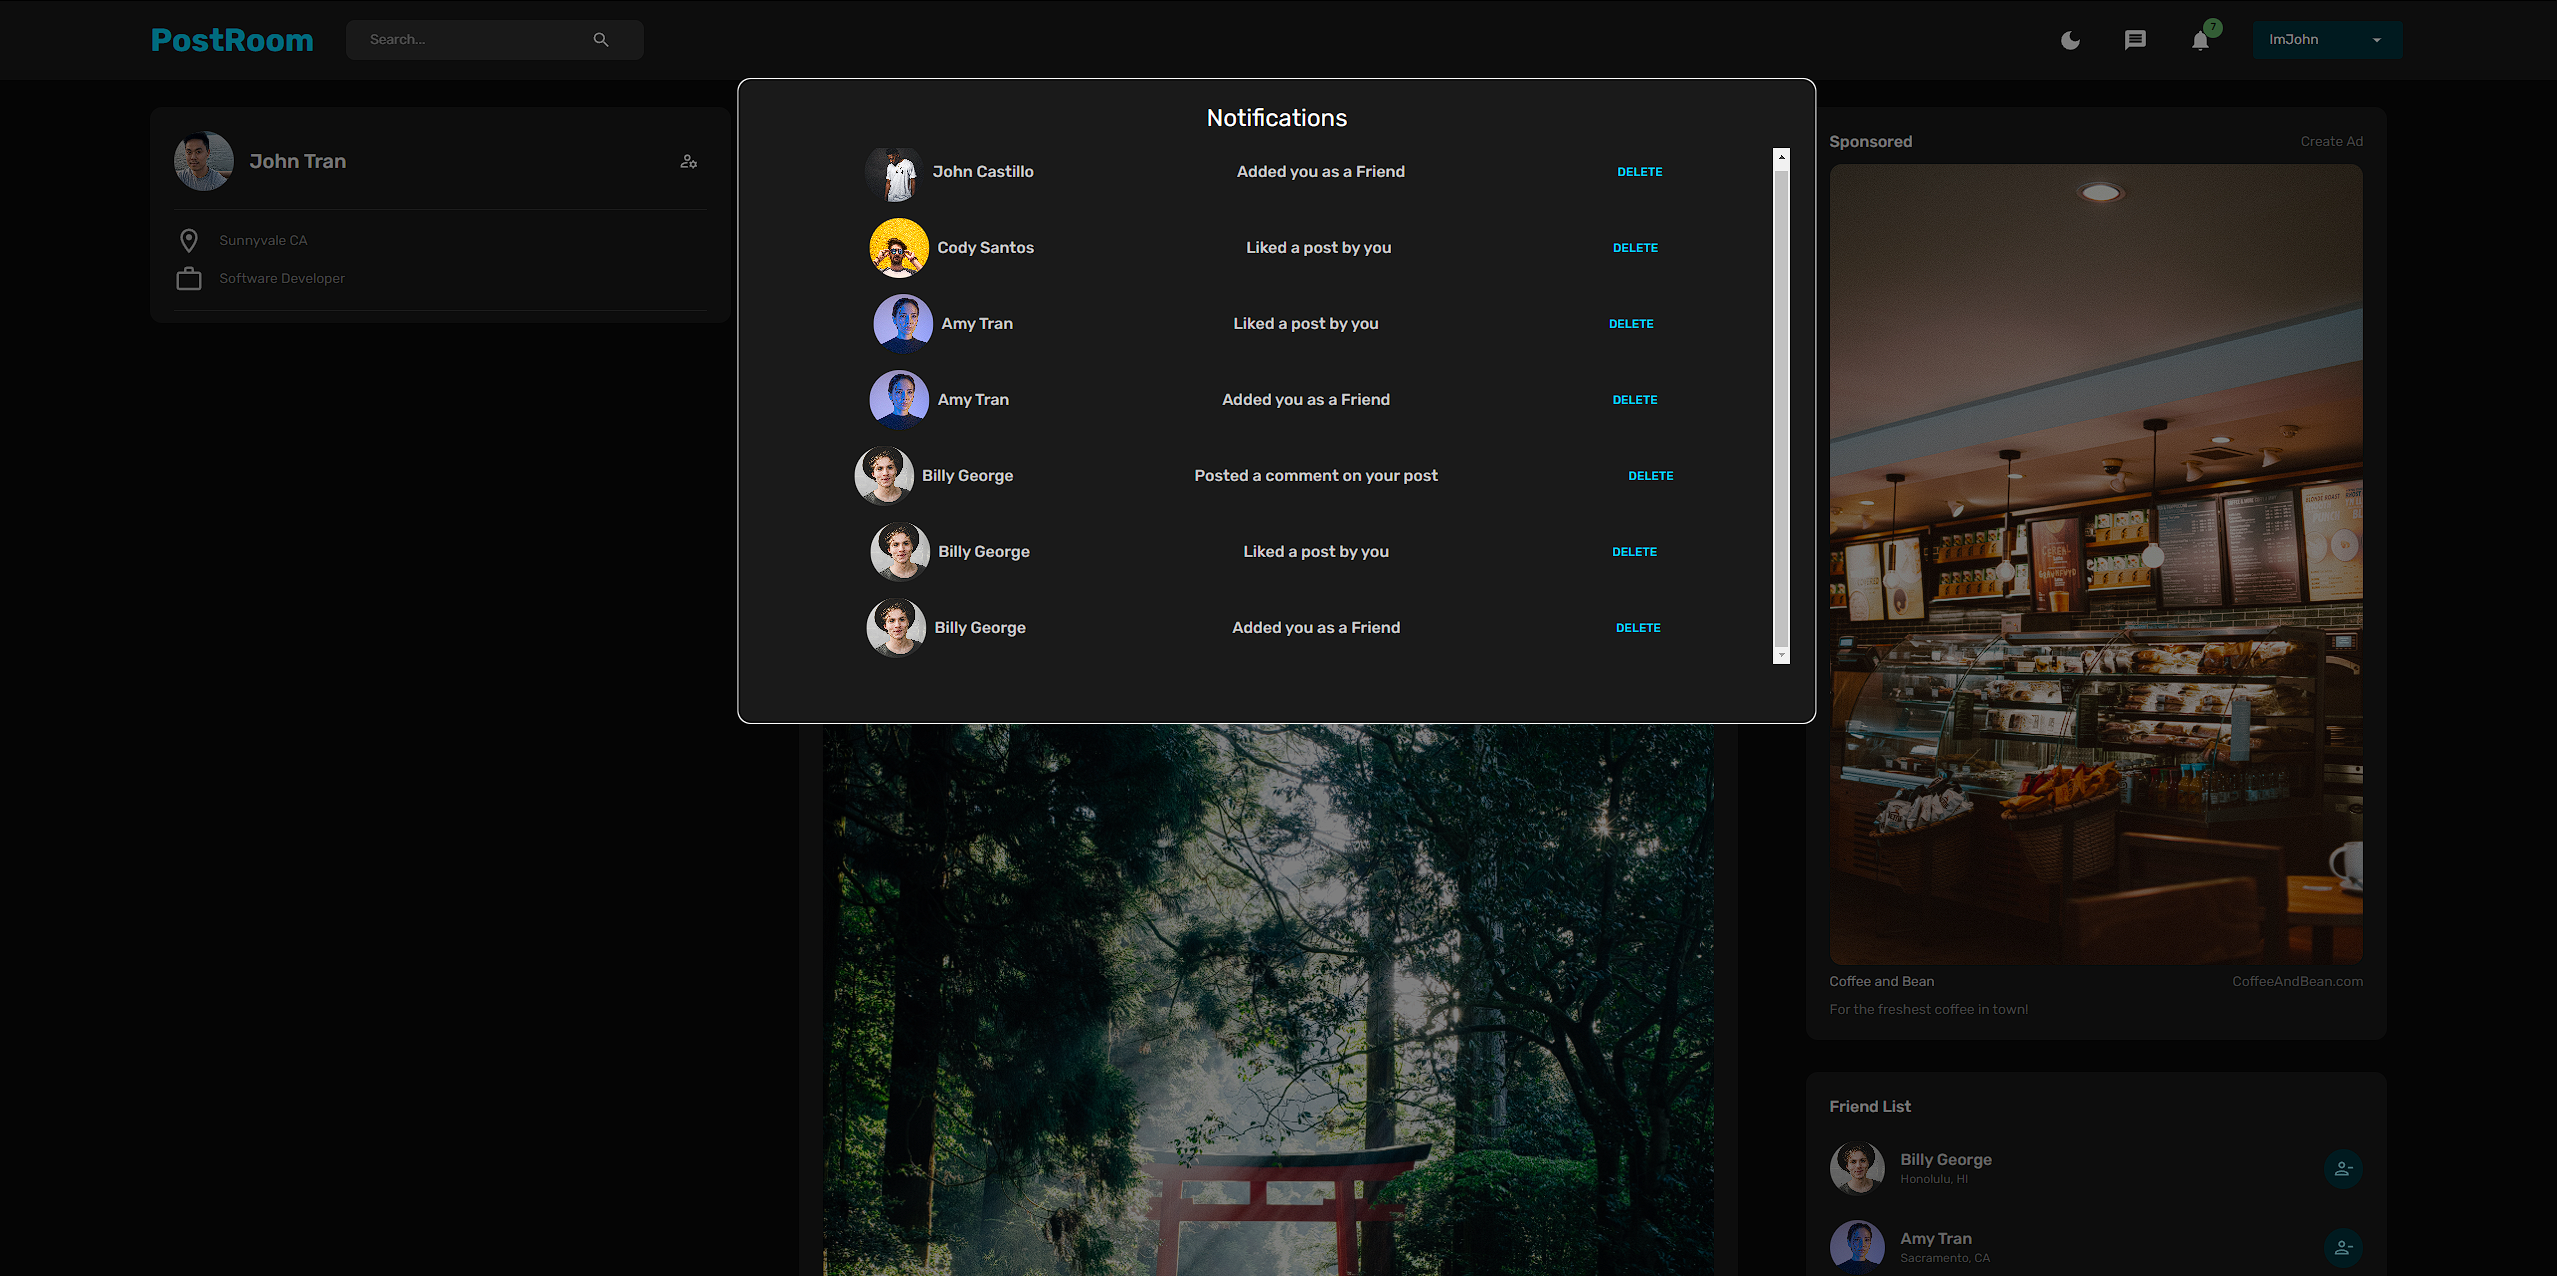 PostRoom
Search...
7
ImJohn
John Tran
Sunnyvale CA
Software Developer
Notifications
John Castillo Added you as a Friend DELETE
Cody Santos Liked a post by you DELETE
Amy Tran Liked a post by you DELETE
Amy Tran Added you as a Friend DELETE
Billy George Posted a comment on your post DELETE
Billy George Liked a post by you DELETE
Billy George Added you as a Friend DELETE
Sponsored Create Ad
Coffee and Bean CoffeeAndBean.com
For the freshest coffee in town!
Friend List
Billy George
Honolulu, HI
Amy Tran
Sacramento, CA